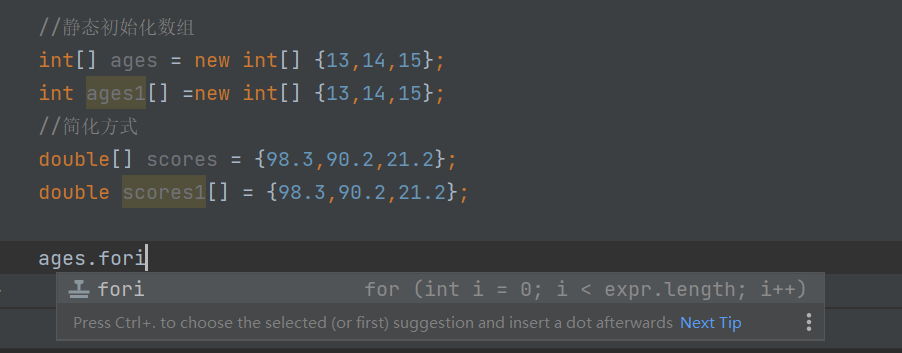 //静态初始化数组
int[] ages = new int[] {13,14,15};
int ages1[] =new int[] {13,14,15};
//简化方式
double[] scores = {98.3,90.2,21.2};
double scores1[] = {98.3,90.2,21.2};
ages.fori
fori for (int i = 0; i < expr.length; i++)
Press Ctrl+. to choose the selected (or first) suggestion and insert a dot afterwards Next Tip